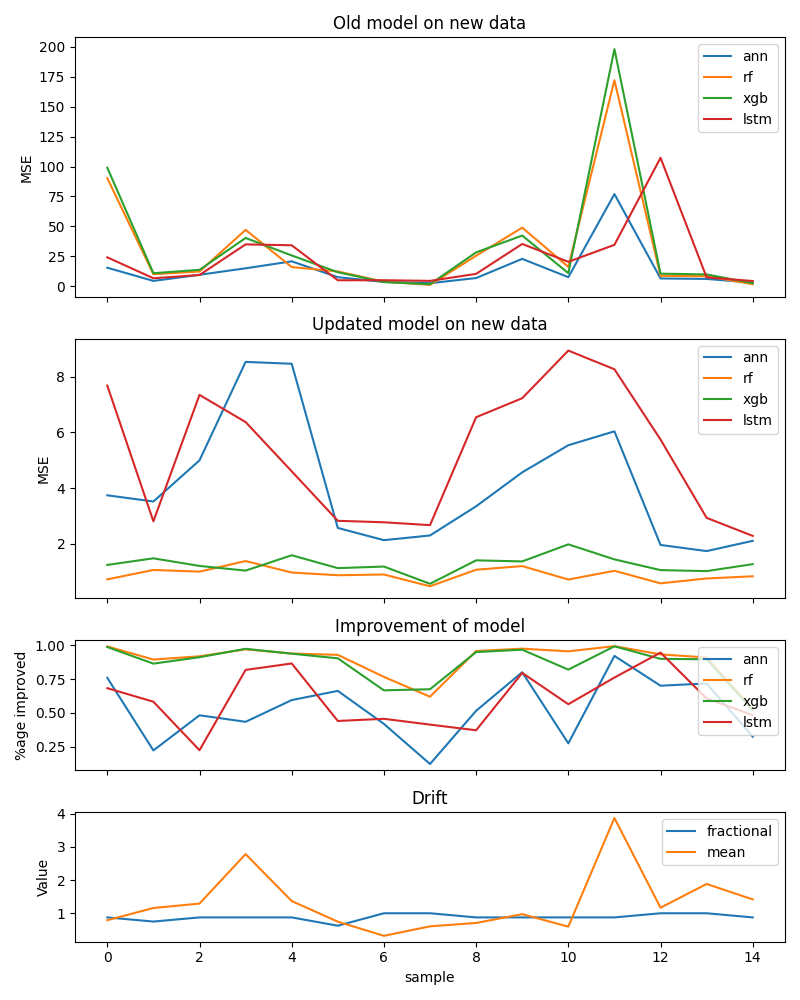 Old model on new data
200
175
150
125
100
75
50
25
0
MSE
ann
rf
xgb
lstm
Updated model on new data
8
6
4
2
MSE
ann
rf
xgb
lstm
Improvement of model
1.00
0.75
0.50
0.25
%age improved
ann
rf
xgb
lstm
Drift
4
3
2
1
Value
fractional
mean
0 2 4 6 8 10 12 14
sample